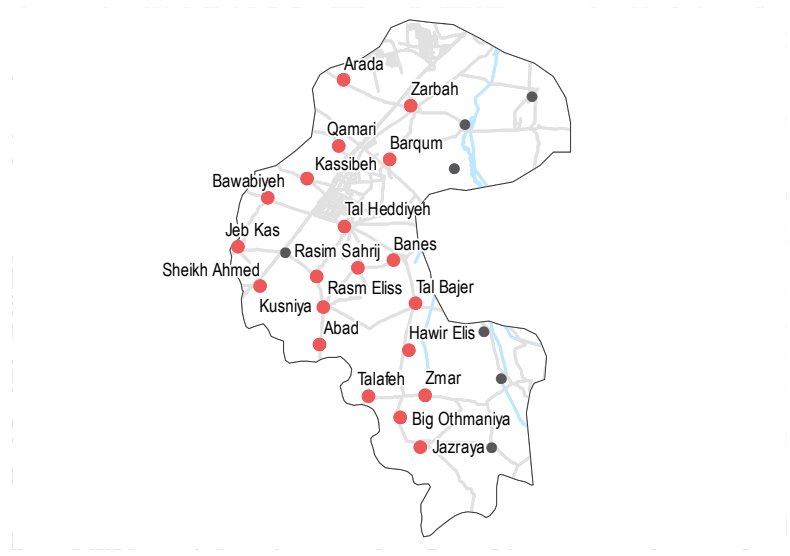 Arada
Zarbah
Qamari
Barqum
Kassibeh
Bawabiyeh
Tal Heddiyeh
Jeb Kas
Rasim Sahrij
Banes
Sheikh Ahmed
Rasm Eliss
Tal Bajer
Kusniya
Abad
Hawir Elis
Talafeh
Zmar
Big Othmaniya
Jazraya